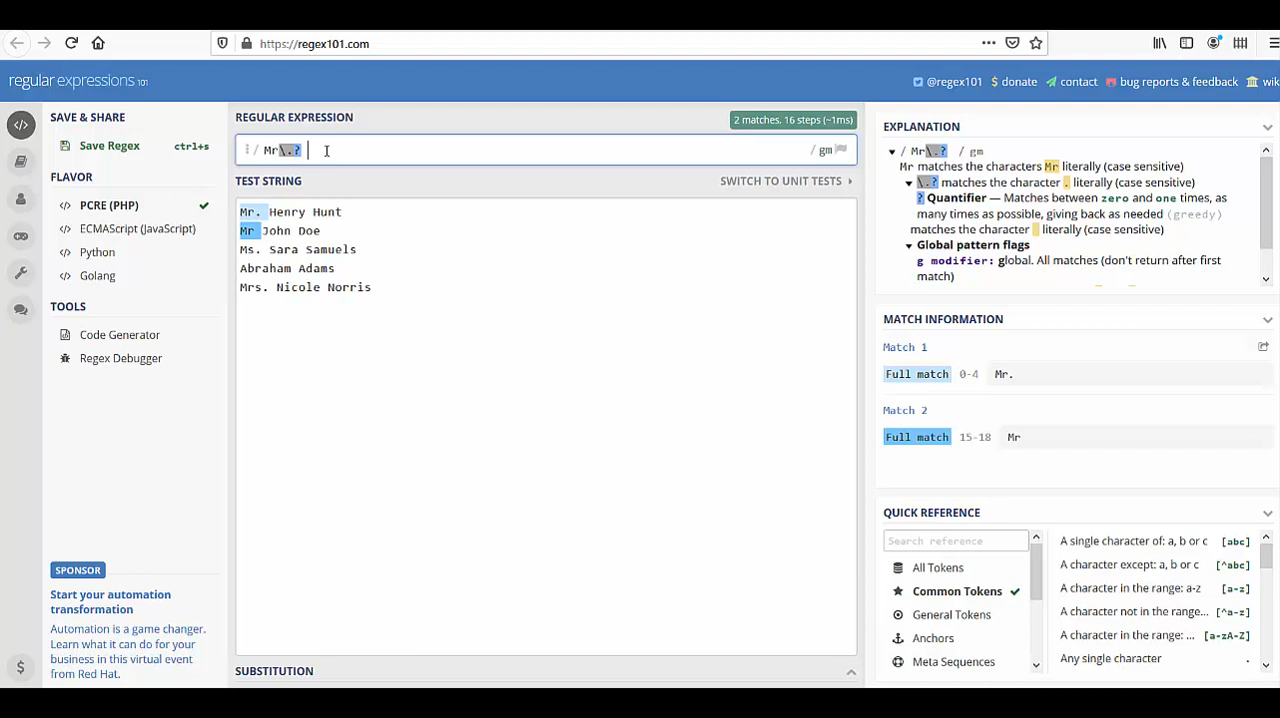 https://regex101.com
regular expressions 101
@regex101
donate
contact
bug reports & feedback
wik
SAVE & SHARE
Save Regex ctrl+s
FLAVOR
PCRE (PHP)
ECMAScript (JavaScript)
Python
Golang
TOOLS
Code Generator
Regex Debugger
SPONSOR
Start your automation
transformation
Automation is a game changer.
Learn what it can do for your
business in this virtual event
from Red Hat.
REGULAR EXPRESSION
2 matches, 16 steps (~1ms)
/ Mr\.? / gm
TEST STRING
SWITCH TO UNIT TESTS
Mr. Henry Hunt
Mr John Doe
Ms. Sara Samuels
Abraham Adams
Mrs. Nicole Norris
SUBSTITUTION
EXPLANATION
/ Mr\.? / gm
Mr matches the characters Mr literally (case sensitive)
\.? matches the character . literally (case sensitive)
? Quantifier — Matches between zero and one times, as
many times as possible, giving back as needed (greedy)
matches the character literally (case sensitive)
Global pattern flags
g modifier: global. All matches (don't return after first
match)
MATCH INFORMATION
Match 1
Full match 0-4 Mr.
Match 2
Full match 15-18 Mr
QUICK REFERENCE
Search reference
All Tokens
Common Tokens
General Tokens
Anchors
Meta Sequences
A single character of: a, b or c [abc]
A character except: a, b or c [^abc]
A character in the range: a-z [a-z]
A character not in the range... [^a-z]
A character in the range: ... [a-zA-Z]
Any single character .